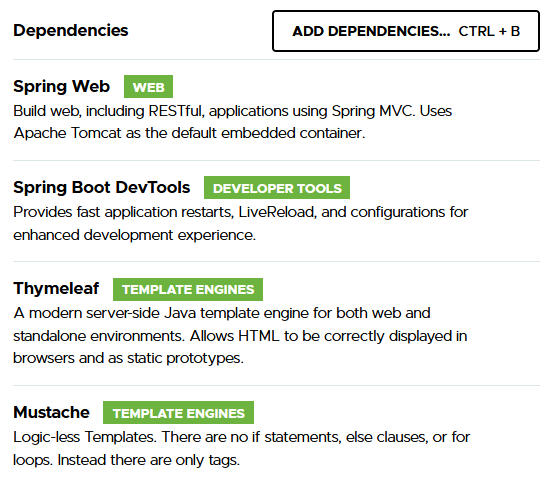 Dependencies
ADD DEPENDENCIES... CTRL + B
Spring Web WEB
Build web, including RESTful, applications using Spring MVC. Uses
Apache Tomcat as the default embedded container.
Spring Boot DevTools DEVELOPER TOOLS
Provides fast application restarts, LiveReload, and configurations for
enhanced development experience.
Thymeleaf TEMPLATE ENGINES
A modern server-side Java template engine for both web and
standalone environments. Allows HTML to be correctly displayed in
browsers and as static prototypes.
Mustache TEMPLATE ENGINES
Logic-less Templates. There are no if statements, else clauses, or for
loops. Instead there are only tags.